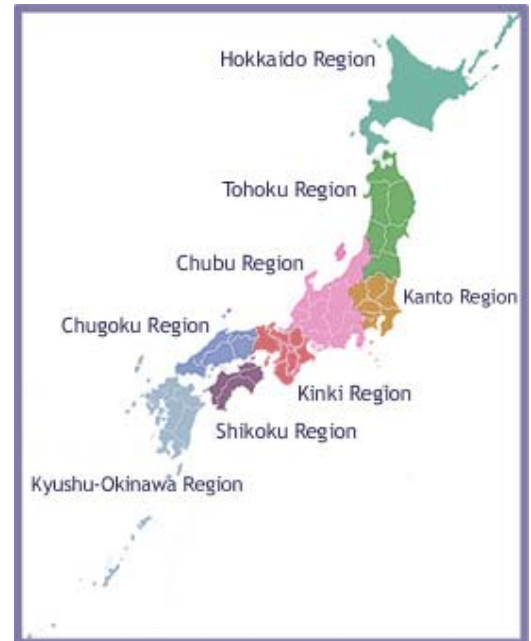 Hokkaido Region
Tohoku Region
Chubu Region
Kanto Region
Chugoku Region
Kinki Region
Shikoku Region
Kyushu-Okinawa Region